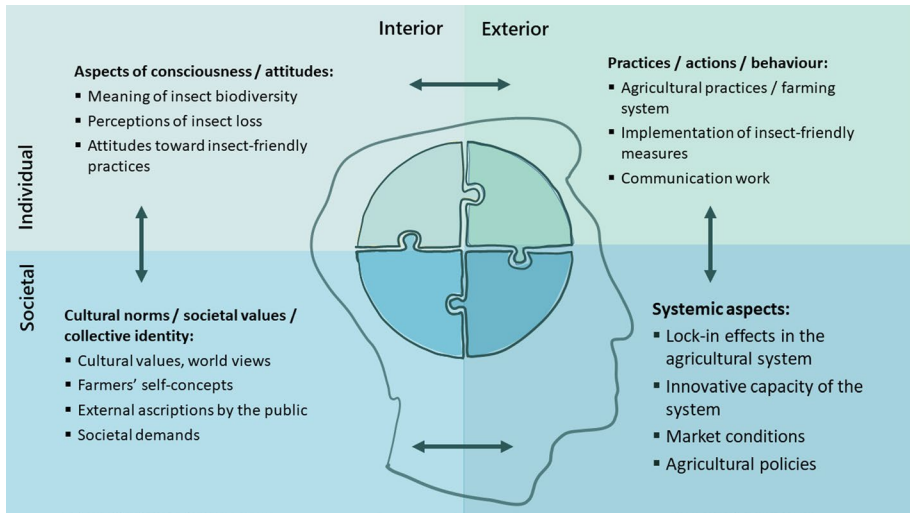 Interior
Exterior
Individual
Societal
Aspects of consciousness / attitudes:
▪ Meaning of insect biodiversity
▪ Perceptions of insect loss
▪ Attitudes toward insect-friendly
practices
Practices / actions / behaviour:
▪ Agricultural practices / farming
system
▪ Implementation of insect-friendly
measures
▪ Communication work
Cultural norms / societal values /
collective identity:
▪ Cultural values, world views
▪ Farmers’ self-concepts
▪ External ascriptions by the public
▪ Societal demands
Systemic aspects:
▪ Lock-in effects in the
agricultural system
▪ Innovative capacity of the
system
▪ Market conditions
▪ Agricultural policies